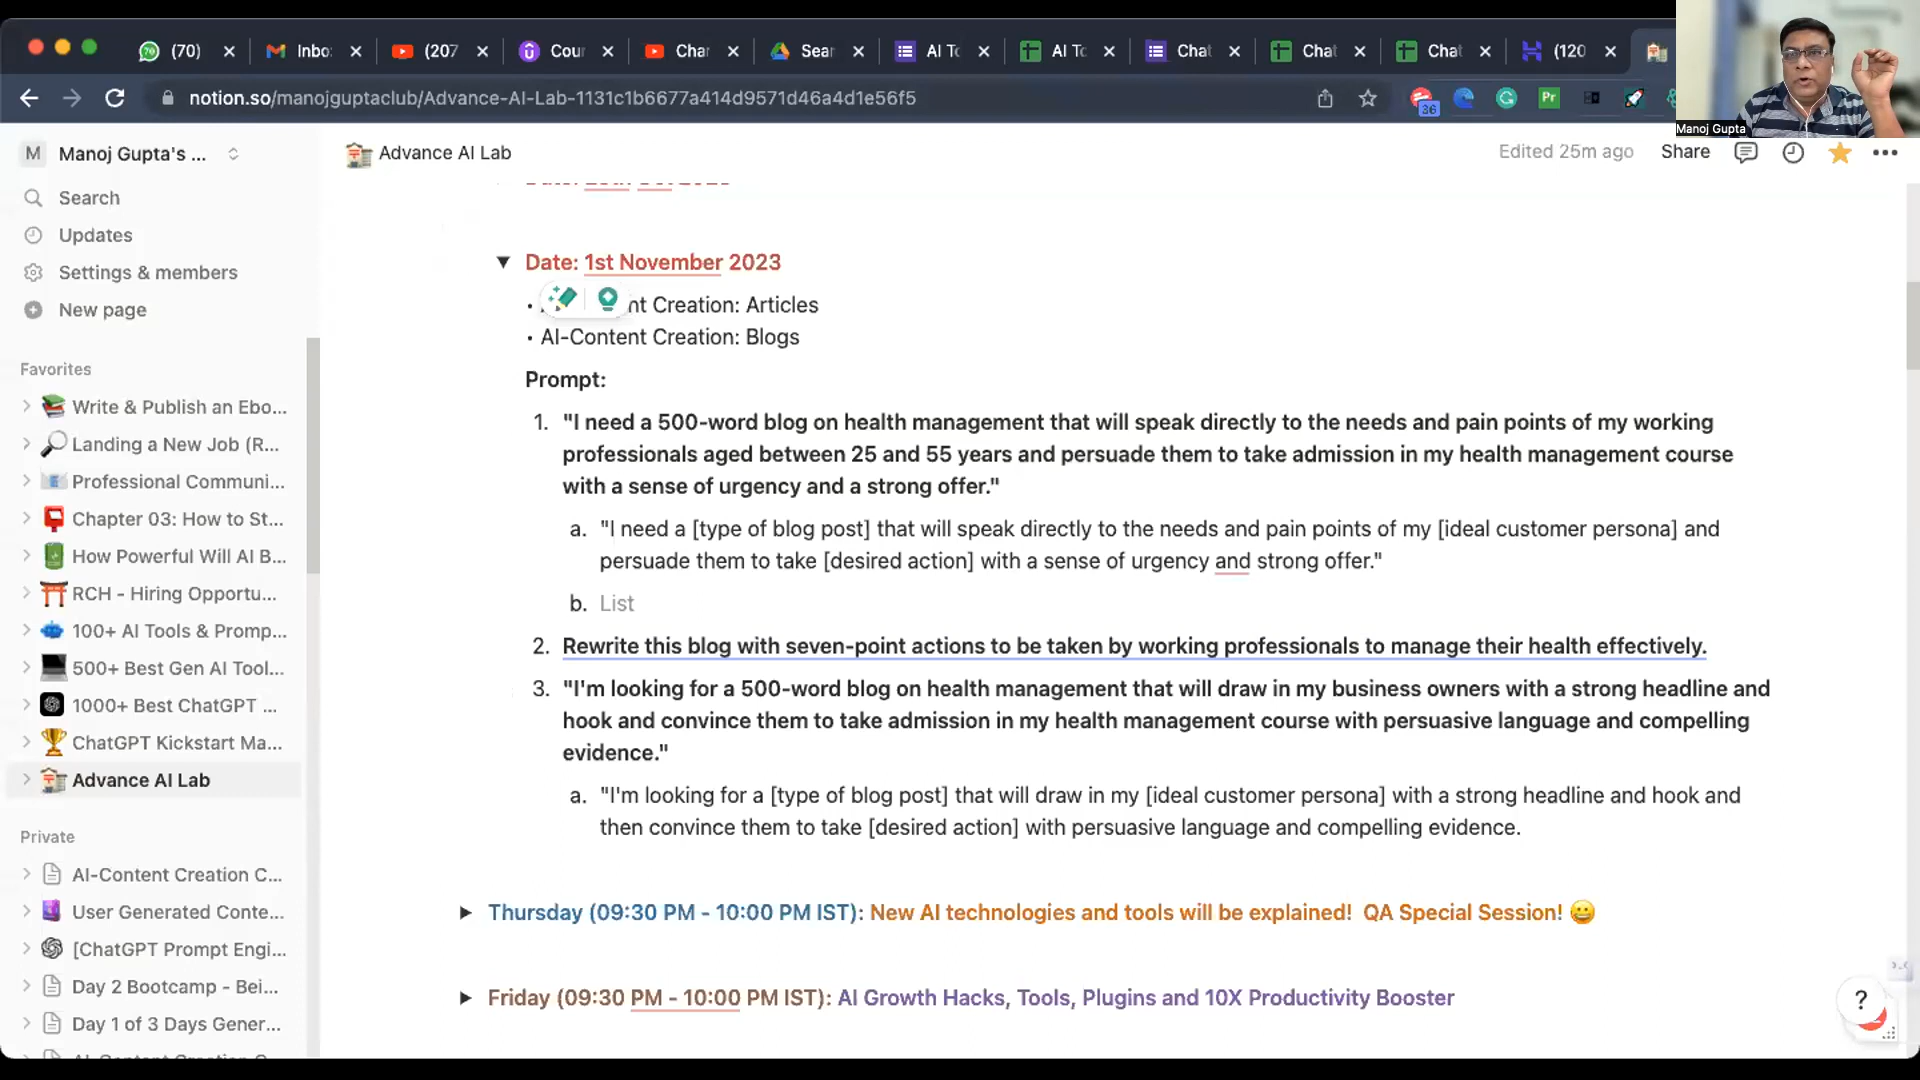 (70)
Inbo
(207
Cour
Char
Sear
AI To
AI To
Chat
Chat
Chat
(120
notion.so/manojguptaclub/Advance-AI-Lab-1131c1b6677a414d9571d46a4d1e56f5
36
Pr
Manoj Gupta
M Manoj Gupta's ...
Advance AI Lab
Edited 25m ago
Share
Search
Updates
Settings & members
New page
Favorites
Write & Publish an Ebo...
Landing a New Job (R...
Professional Communi...
Chapter 03: How to St...
How Powerful Will AI B...
RCH - Hiring Opportu...
100+ AI Tools & Promp...
500+ Best Gen AI Tool...
1000+ Best ChatGPT ...
ChatGPT Kickstart Ma...
Advance AI Lab
Private
AI-Content Creation C...
User Generated Conte...
[ChatGPT Prompt Engi...
Day 2 Bootcamp - Bei...
Day 1 of 3 Days Gener...
Date: 1st November 2023
• nt Creation: Articles
• AI-Content Creation: Blogs
Prompt:
1. "I need a 500-word blog on health management that will speak directly to the needs and pain points of my working
professionals aged between 25 and 55 years and persuade them to take admission in my health management course
with a sense of urgency and a strong offer."
a. "I need a [type of blog post] that will speak directly to the needs and pain points of my [ideal customer persona] and
persuade them to take [desired action] with a sense of urgency and strong offer."
b. List
2. Rewrite this blog with seven-point actions to be taken by working professionals to manage their health effectively.
3. "I'm looking for a 500-word blog on health management that will draw in my business owners with a strong headline and
hook and convince them to take admission in my health management course with persuasive language and compelling
evidence."
a. "I'm looking for a [type of blog post] that will draw in my [ideal customer persona] with a strong headline and hook and
then convince them to take [desired action] with persuasive language and compelling evidence.
Thursday (09:30 PM - 10:00 PM IST): New AI technologies and tools will be explained! QA Special Session! 😀
Friday (09:30 PM - 10:00 PM IST): AI Growth Hacks, Tools, Plugins and 10X Productivity Booster
?